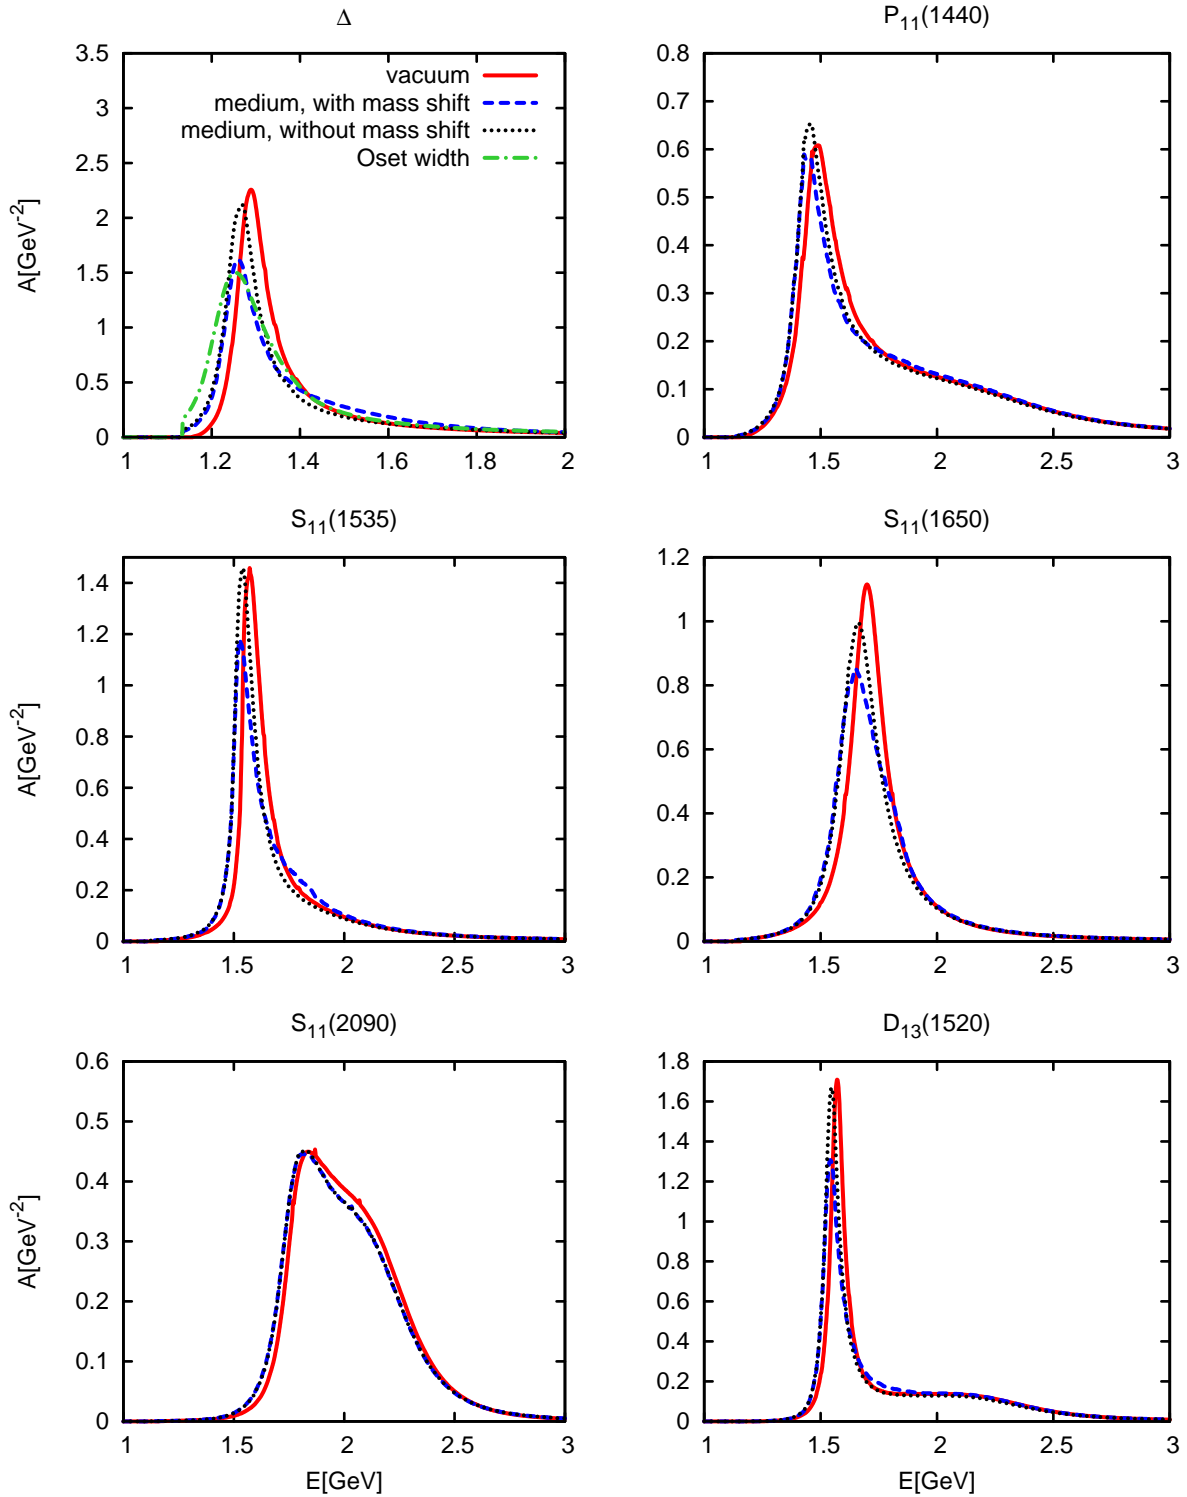 Δ
3.5
3
2.5
2
1.5
1
0.5
0
A[GeV⁻²]
vacuum
medium, with mass shift
medium, without mass shift
Oset width
1 1.2 1.4 1.6 1.8 2
P₁₁(1440)
0.8
0.7
0.6
0.5
0.4
0.3
0.2
0.1
0
1 1.5 2 2.5 3
S₁₁(1535)
1.4
1.2
1
0.8
0.6
0.4
0.2
0
A[GeV⁻²]
1 1.5 2 2.5 3
S₁₁(1650)
1.2
1
0.8
0.6
0.4
0.2
0
1 1.5 2 2.5 3
S₁₁(2090)
0.6
0.5
0.4
0.3
0.2
0.1
0
A[GeV⁻²]
1 1.5 2 2.5 3
E[GeV]
D₁₃(1520)
1.8
1.6
1.4
1.2
1
0.8
0.6
0.4
0.2
0
1 1.5 2 2.5 3
E[GeV]